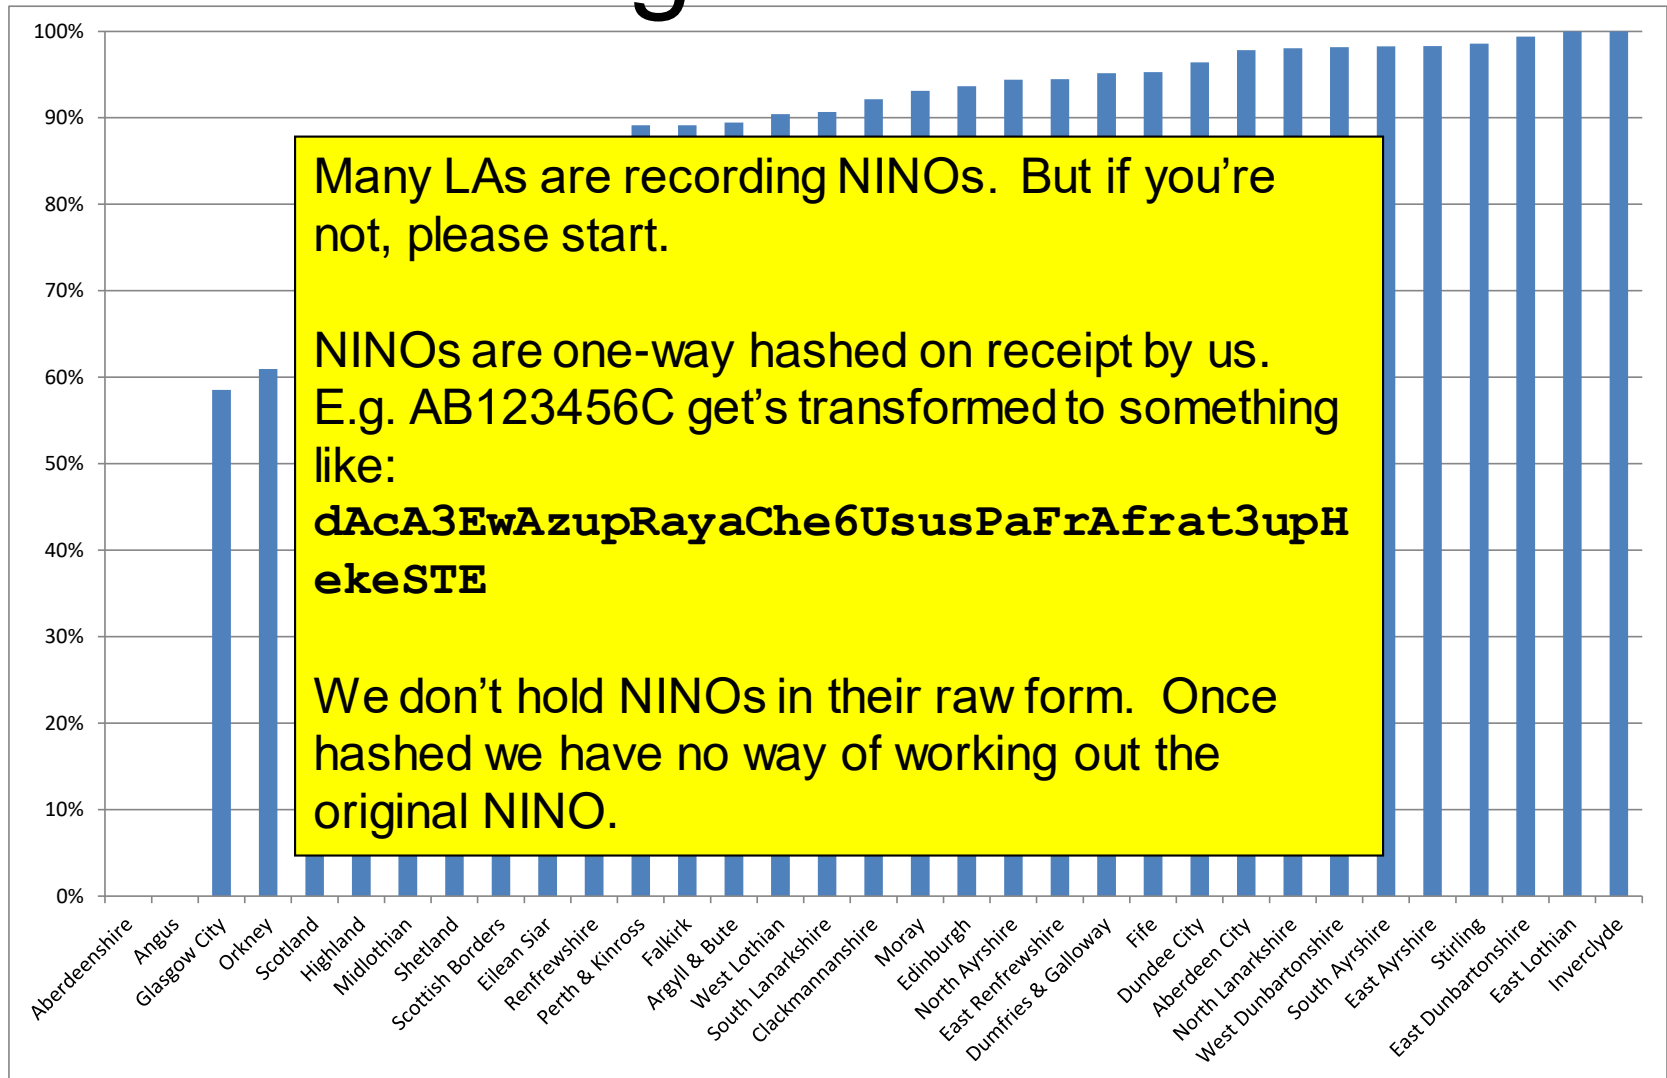 100%
90%
80%
70%
60%
50%
40%
30%
20%
10%
0%
Many LAs are recording NINOs.  But if you're
not, please start.
NINOs are one-way hashed on receipt by us.
E.g. AB123456C get's transformed to something
like:
dAcA3EwAzupRayaChe6UsusPaFrAfrat3upH
ekeSTE
We don't hold NINOs in their raw form.  Once
hashed we have no way of working out the
original NINO.
Aberdeenshire
Angus
Glasgow City
Orkney
Scotland
Highland
Midlothian
Shetland
Scottish Borders
Eilean Siar
Renfrewshire
Perth & Kinross
Falkirk
Argyll & Bute
West Lothian
South Lanarkshire
Clackmannanshire
Moray
Edinburgh
North Ayrshire
East Renfrewshire
Dumfries & Galloway
Fife
Dundee City
Aberdeen City
North Lanarkshire
West Dunbartonshire
South Ayrshire
East Ayrshire
Stirling
East Dunbartonshire
East Lothian
Inverclyde